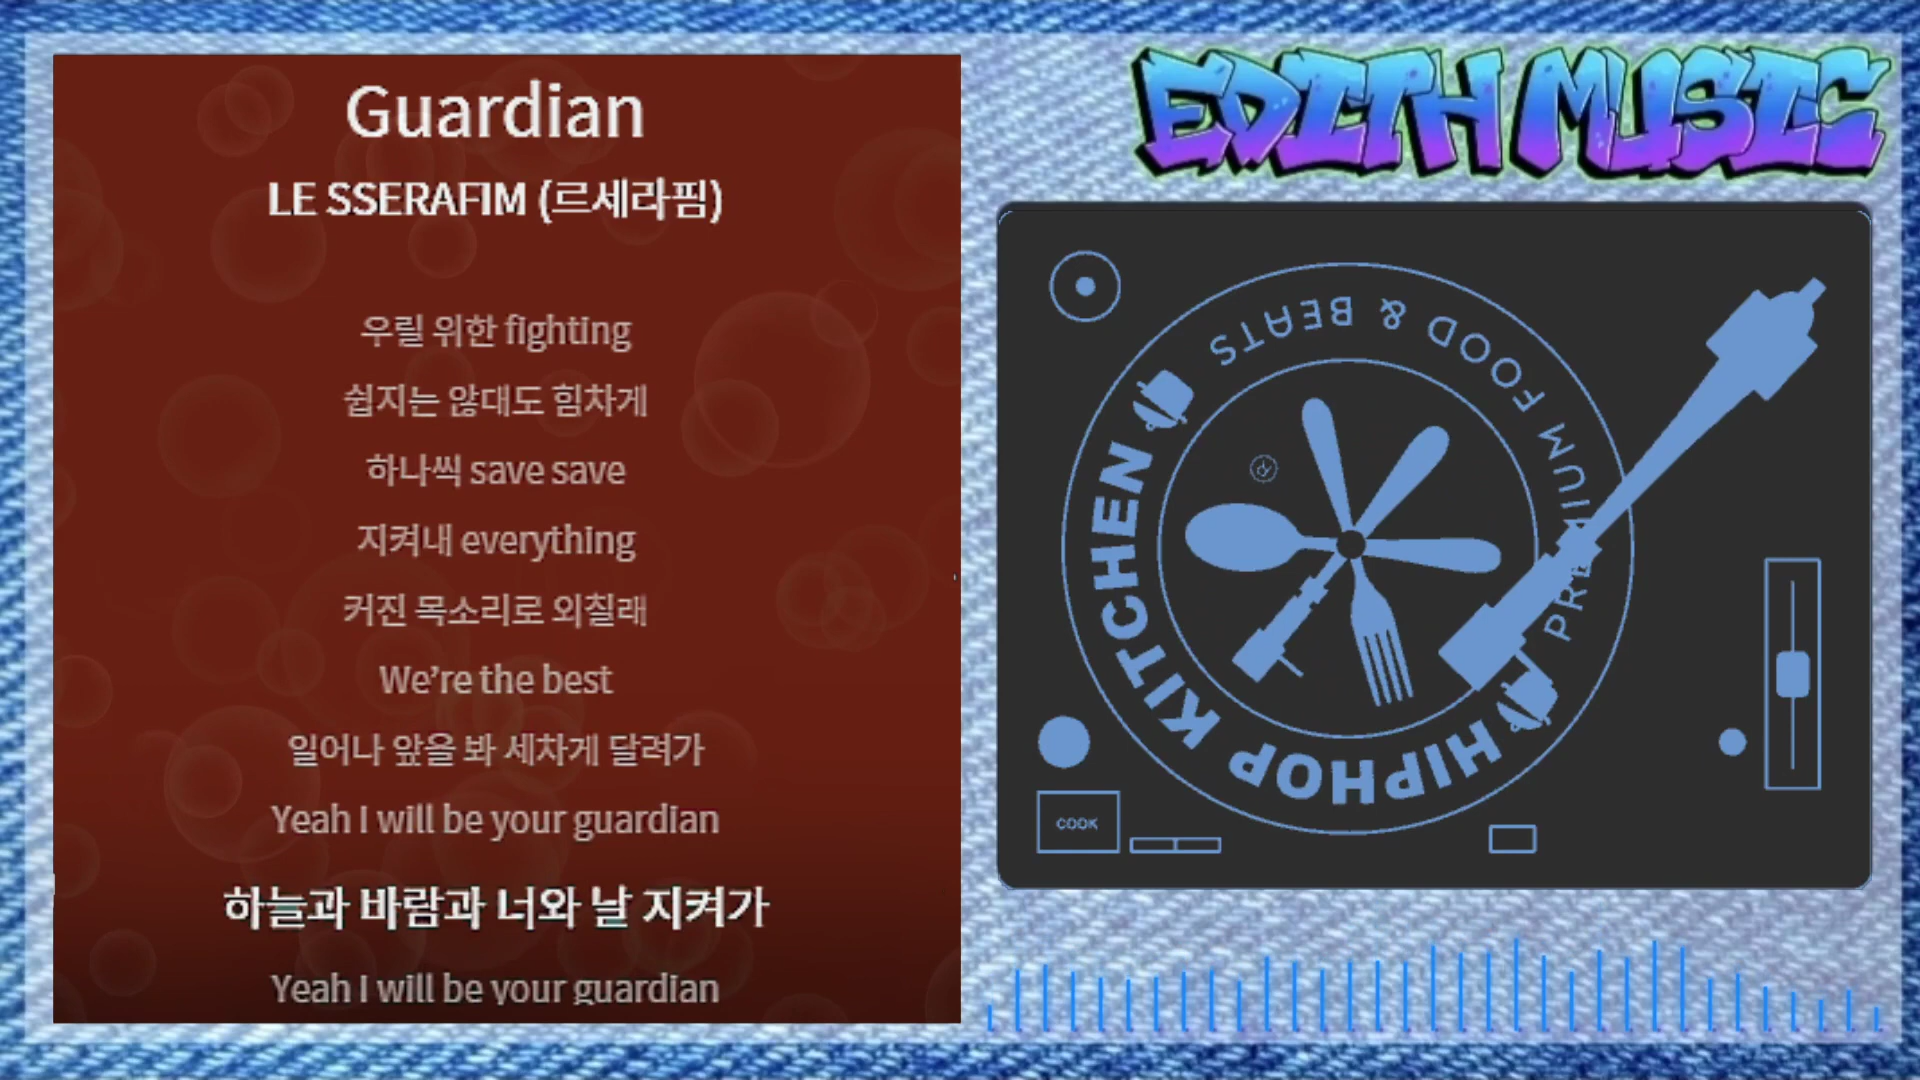 Guardian
LE SSERAFIM (르세라핌)
우릴 위한 fighting
쉽지는 않대도 힘차게
하나씩 save save
지켜내 everything
커진 목소리로 외칠래
We're the best
일어나 앞을 봐 세차게 달려가
Yeah I will be your guardian
하늘과 바람과 너와 날 지켜가
Yeah I will be your guardian
EDITH MUSIC
HIPHOP KITCHEN
PREMIUM FOOD & BEATS
®
COOK